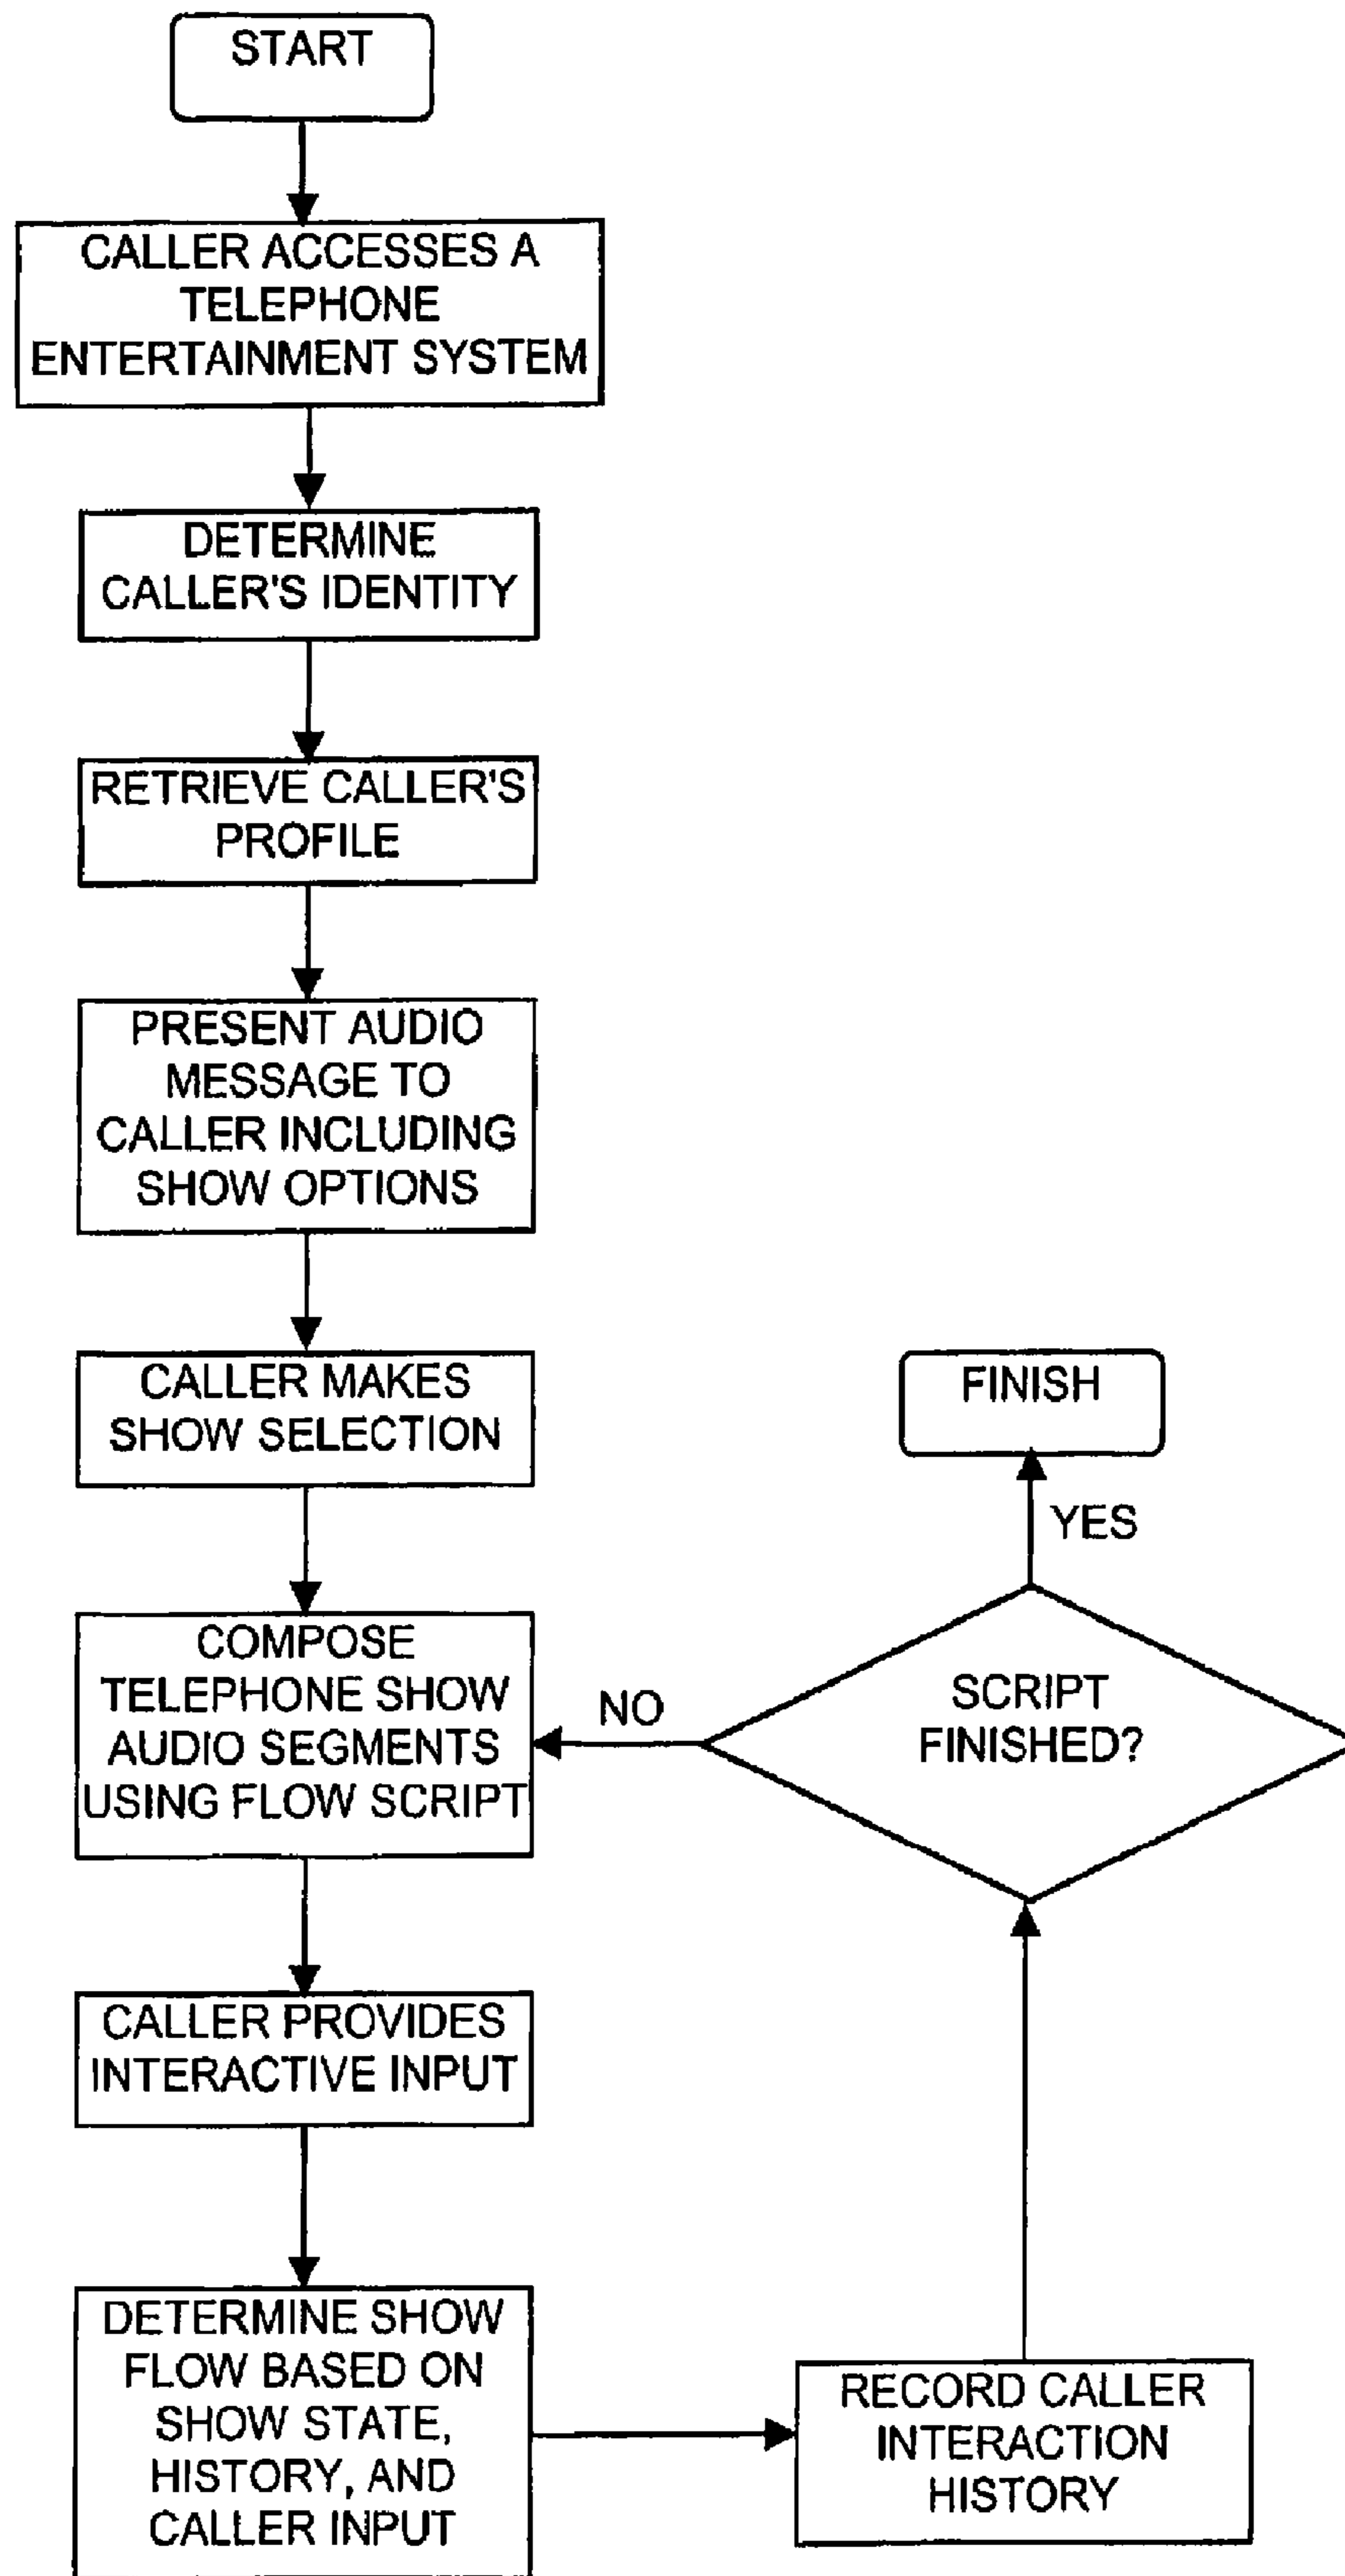 START
CALLER ACCESSES A
TELEPHONE
ENTERTAINMENT SYSTEM
DETERMINE
CALLER'S IDENTITY
RETRIEVE CALLER'S
PROFILE
PRESENT AUDIO
MESSAGE TO
CALLER INCLUDING
SHOW OPTIONS
CALLER MAKES
SHOW SELECTION
COMPOSE
TELEPHONE SHOW
AUDIO SEGMENTS
USING FLOW SCRIPT
CALLER PROVIDES
INTERACTIVE INPUT
DETERMINE SHOW
FLOW BASED ON
SHOW STATE,
HISTORY, AND
CALLER INPUT
RECORD CALLER
INTERACTION
HISTORY
SCRIPT
FINISHED?
NO
YES
FINISH